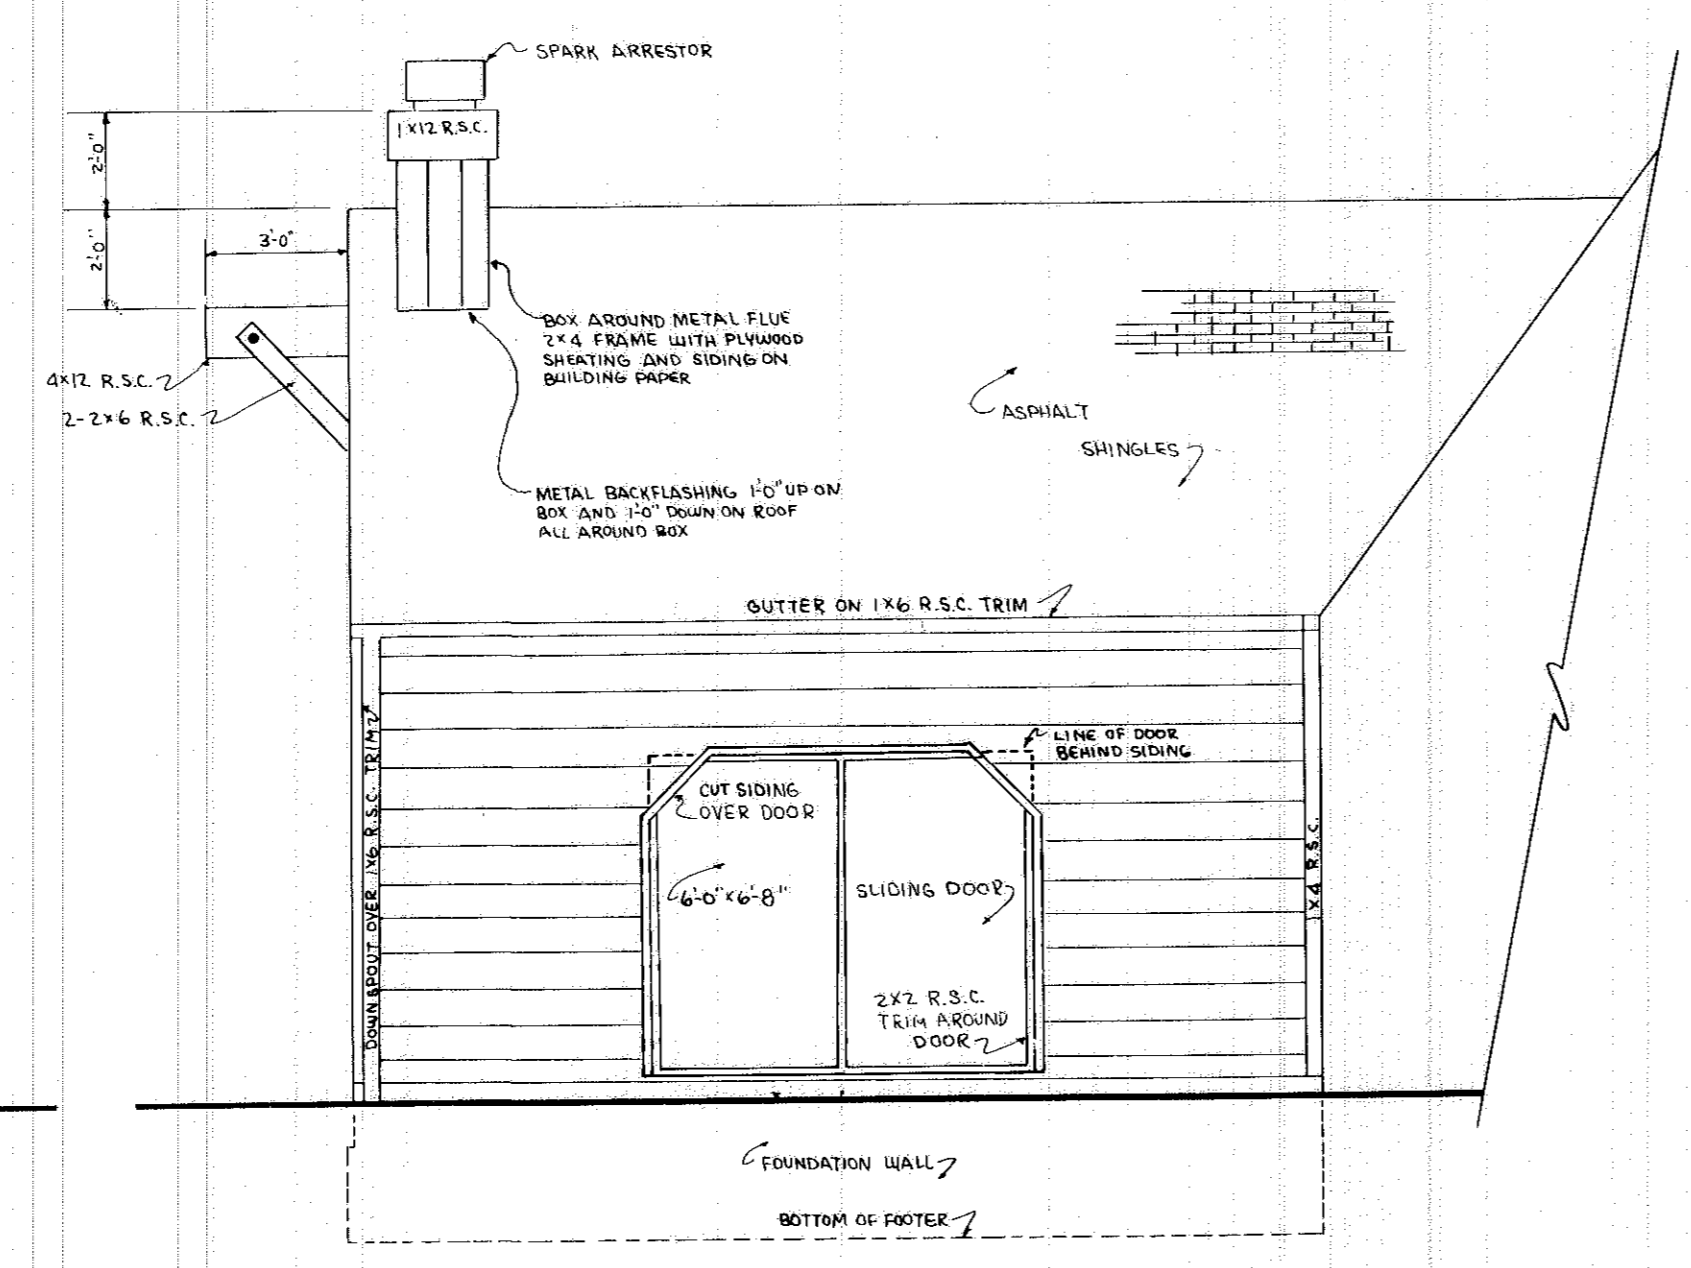 SPARK ARRESTOR
1X12 R.S.C.
2'-0"
2'-0"
3'-0"
BOX AROUND METAL FLUE
2x4 FRAME WITH PLYWOOD
SHEATING AND SIDING ON
BUILDING PAPER
4x12 R.S.C.
2-2x6 R.S.C.
ASPHALT
SHINGLES
METAL BACKFLASHING 1'-0" UP ON
BOX AND 1'-0" DOWN ON ROOF
ALL AROUND BOX
GUTTER ON 1X6 R.S.C. TRIM
DOWN SPOUT OVER 1X6 R.S.C. TRIM
LINE OF DOOR
BEHIND SIDING
CUT SIDING
OVER DOOR
6'-0"x6'-8"
SLIDING DOOR
1X4 R.S.C.
2X2 R.S.C.
TRIM AROUND
DOOR
FOUNDATION WALL
BOTTOM OF FOOTER